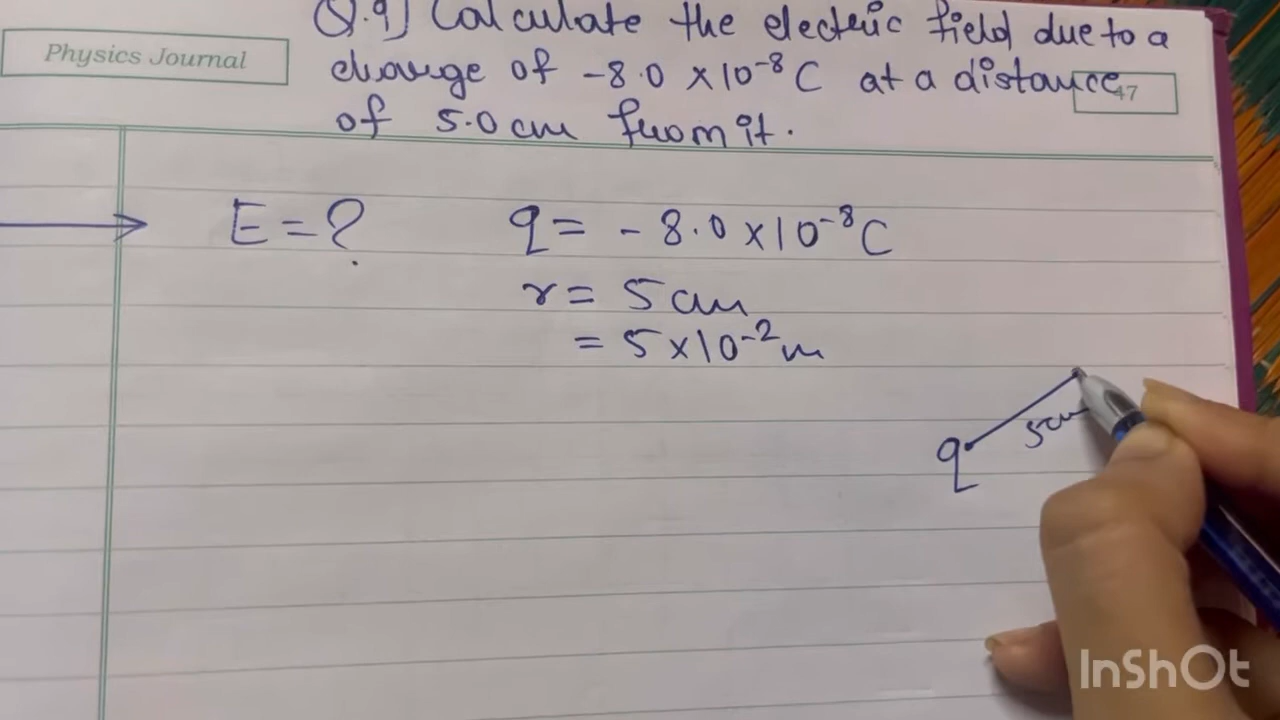 Q.9) Calculate the electric field due to a
Physics Journal
charge of -8.0 ×10⁻⁸ C at a distance
47
of 5.0 cm from it.
E = ? q = - 8.0×10⁻⁸ C
r = 5 cm
= 5 ×10⁻² m
5cm
q
InShOt